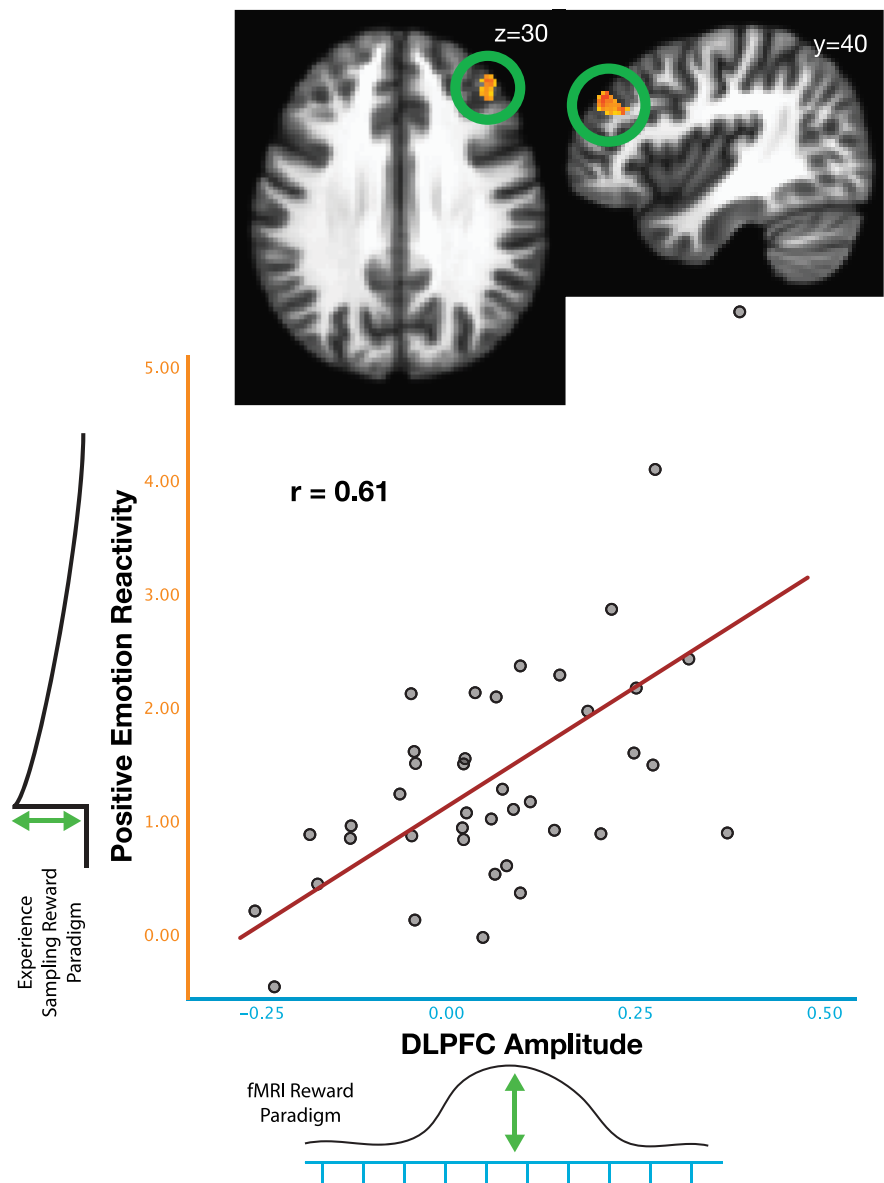 z=30
y=40
5.00
4.00
3.00
2.00
1.00
0.00
r = 0.61
Positive Emotion Reactivity
Experience
Sampling Reward
Paradigm
−0.25
0.00
0.25
0.50
DLPFC Amplitude
fMRI Reward
Paradigm